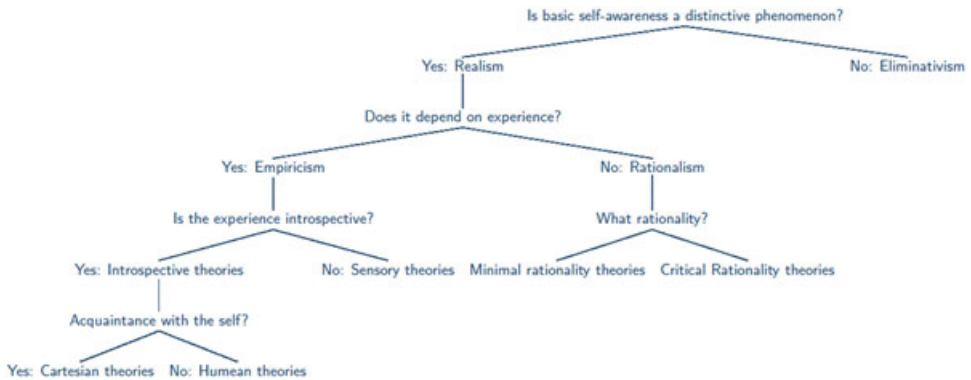 Is basic self-awareness a distinctive phenomenon?
Yes: Realism
No: Eliminativism
Does it depend on experience?
Yes: Empiricism
No: Rationalism
Is the experience introspective?
What rationality?
Yes: Introspective theories
No: Sensory theories
Minimal rationality theories
Critical Rationality theories
Acquaintance with the self?
Yes: Cartesian theories
No: Humean theories